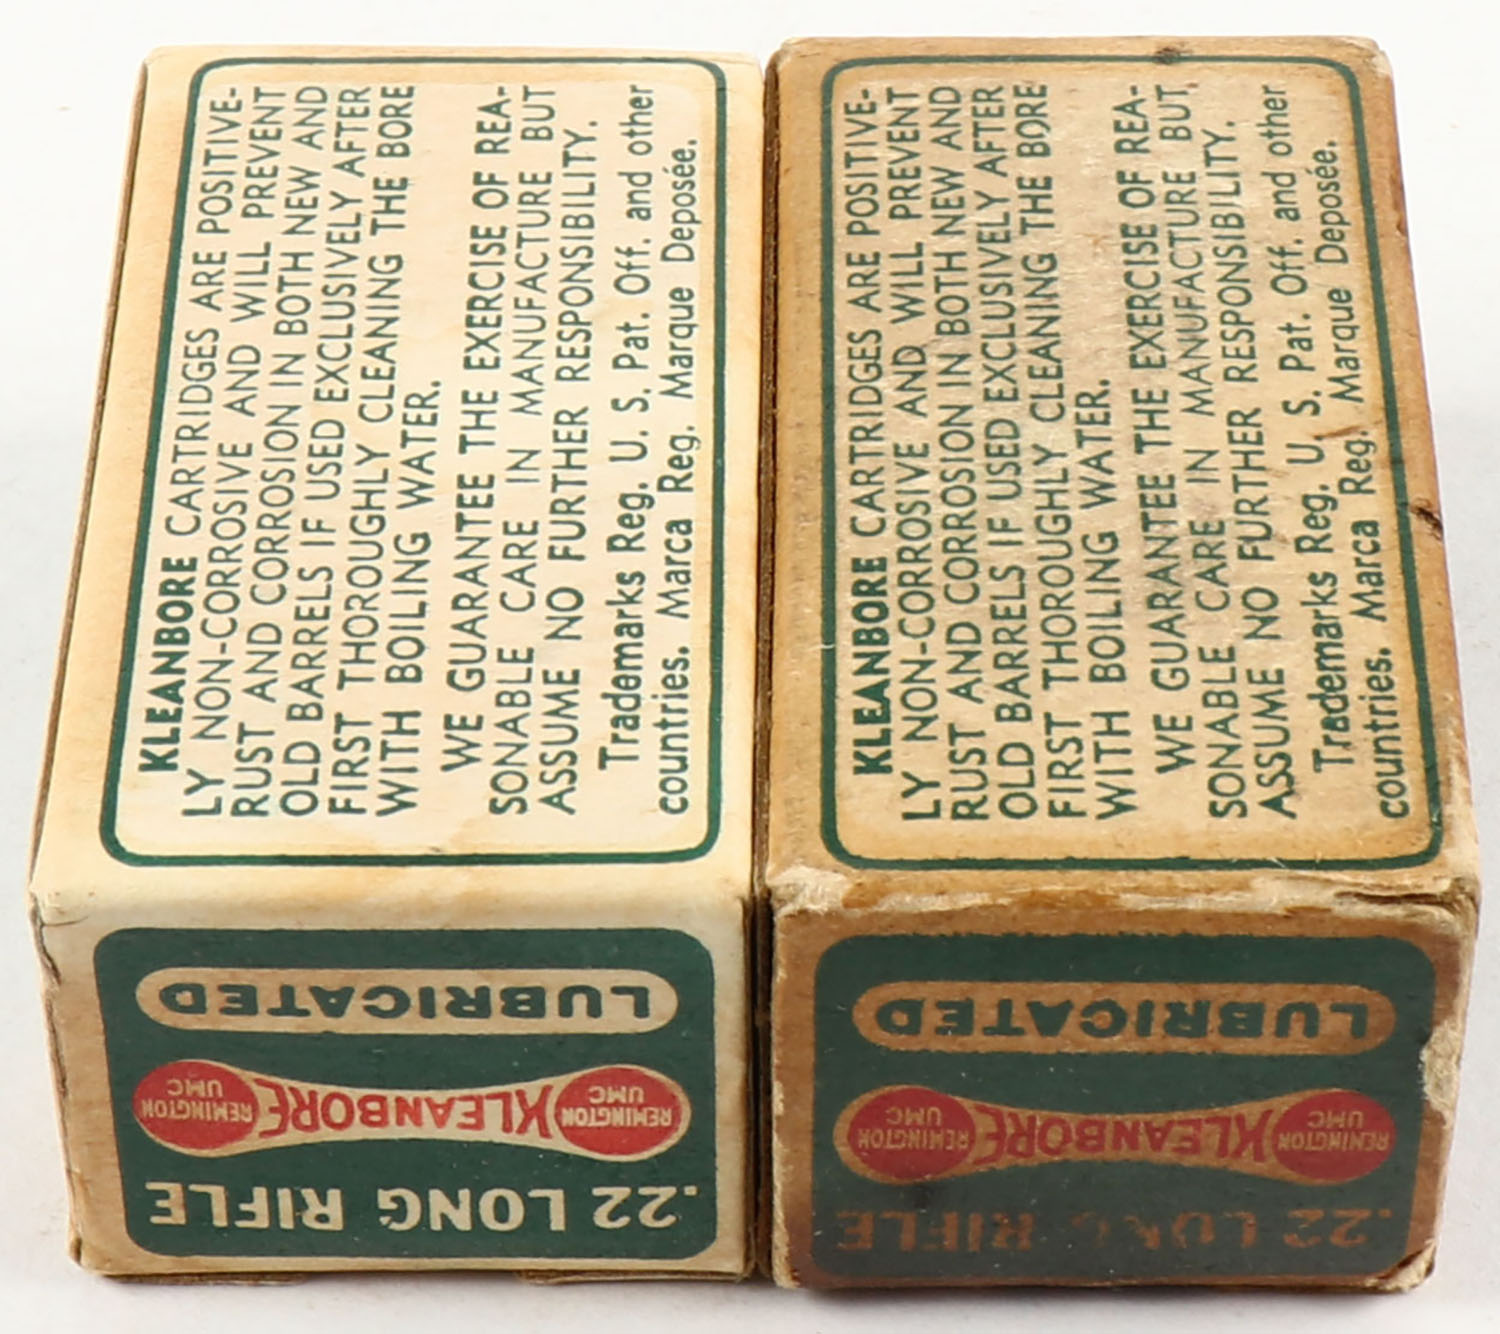 KLEANBORE CARTRIDGES ARE POSITIVE-
LY NON-CORROSIVE AND WILL PREVENT
RUST AND CORROSION IN BOTH NEW AND
OLD BARRELS IF USED EXCLUSIVELY AFTER
FIRST THOROUGHLY CLEANING THE BORE
WITH BOILING WATER.
WE GUARANTEE THE EXERCISE OF REA-
SONABLE CARE IN MANUFACTURE BUT
ASSUME NO FURTHER RESPONSIBILITY.
Trademarks Reg. U. S. Pat. Off. and other
countries. Marca Reg. Marque Deposée.
.22 LONG RIFLE
REMINGTON
UMC
KLEANBORE
REMINGTON
UMC
LUBRICATED
KLEANBORE CARTRIDGES ARE POSITIVE-
LY NON-CORROSIVE AND WILL PREVENT
RUST AND CORROSION IN BOTH NEW AND
OLD BARRELS IF USED EXCLUSIVELY AFTER
FIRST THOROUGHLY CLEANING THE BORE
WITH BOILING WATER.
WE GUARANTEE THE EXERCISE OF REA-
SONABLE CARE IN MANUFACTURE BUT
ASSUME NO FURTHER RESPONSIBILITY.
Trademarks Reg. U. S. Pat. Off. and other
countries. Marca Reg. Marque Deposée.
.22 LONG RIFLE
REMINGTON
UMC
KLEANBORE
REMINGTON
UMC
LUBRICATED